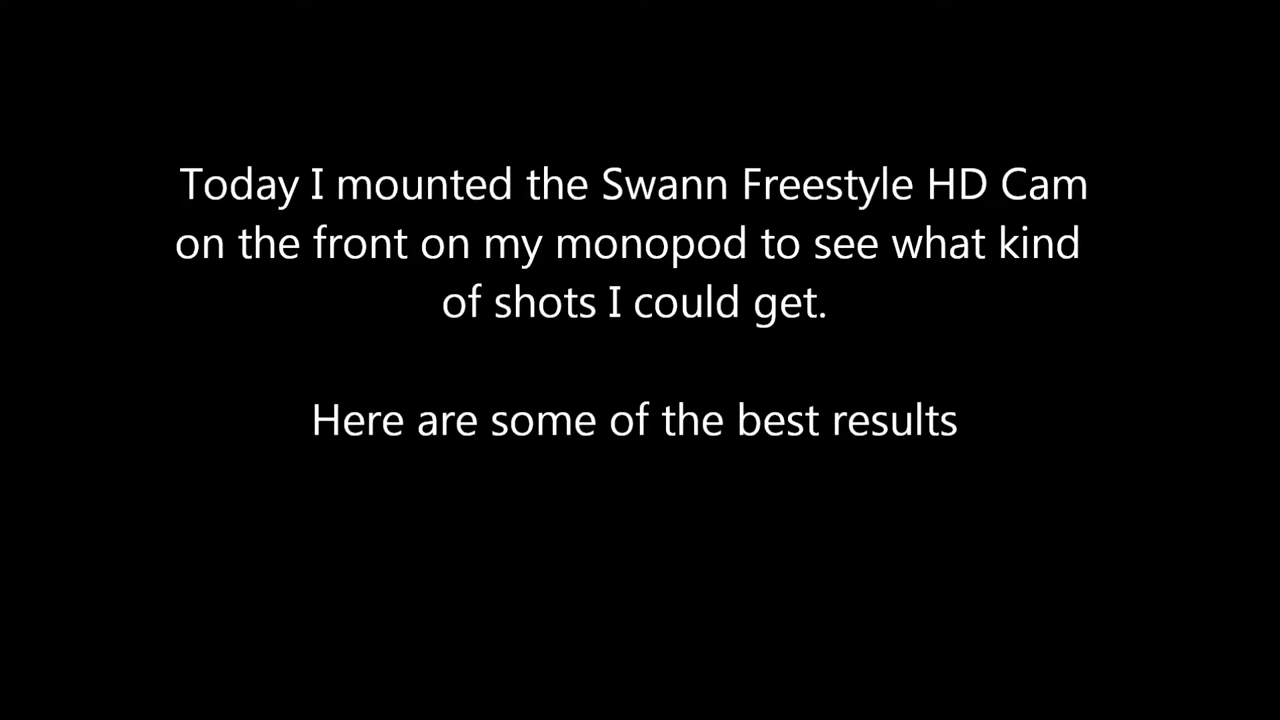 Today I mounted the Swann Freestyle HD Cam
on the front on my monopod to see what kind
of shots I could get.
Here are some of the best results